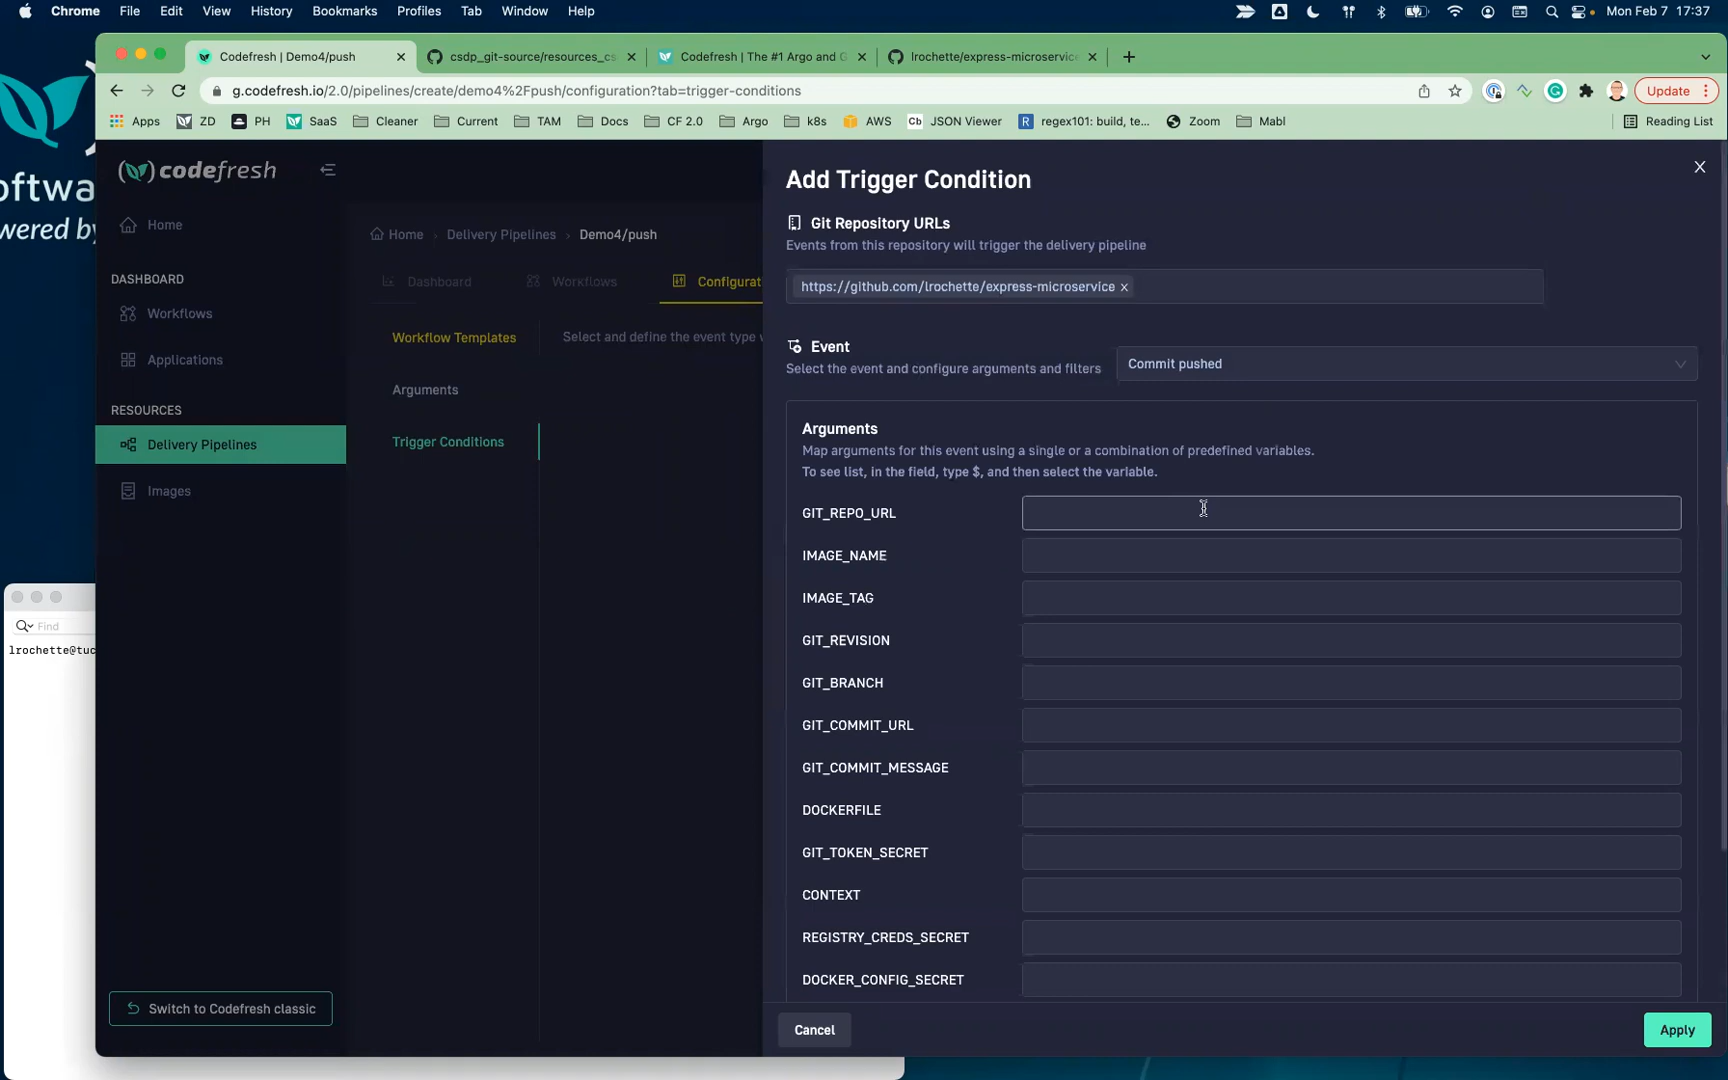 Chrome File Edit View History Bookmarks Profiles Tab Window Help Mon Feb 7 17:37
Codefresh | Demo4/push csdp_git-source/resources_cs Codefresh | The #1 Argo and G lrochette/express-microservice
g.codefresh.io/2.0/pipelines/create/demo4%2Fpush/configuration?tab=trigger-conditions Update
Apps ZD PH SaaS Cleaner Current TAM Docs CF 2.0 Argo k8s AWS Cb JSON Viewer R regex101: build, te... Zoom Mabl Reading List
oftwa
wered by
Find
lrochette@tuc
codefresh
Home
DASHBOARD
Workflows
Applications
RESOURCES
Delivery Pipelines
Images
Switch to Codefresh classic
Home > Delivery Pipelines > Demo4/push
Dashboard Workflows Configurat
Workflow Templates
Arguments
Trigger Conditions
Select and define the event type w
Add Trigger Condition
Git Repository URLs
Events from this repository will trigger the delivery pipeline
https://github.com/lrochette/express-microservice
Event
Select the event and configure arguments and filters
Commit pushed
Arguments
Map arguments for this event using a single or a combination of predefined variables.
To see list, in the field, type $, and then select the variable.
GIT_REPO_URL
IMAGE_NAME
IMAGE_TAG
GIT_REVISION
GIT_BRANCH
GIT_COMMIT_URL
GIT_COMMIT_MESSAGE
DOCKERFILE
GIT_TOKEN_SECRET
CONTEXT
REGISTRY_CREDS_SECRET
DOCKER_CONFIG_SECRET
Cancel
Apply